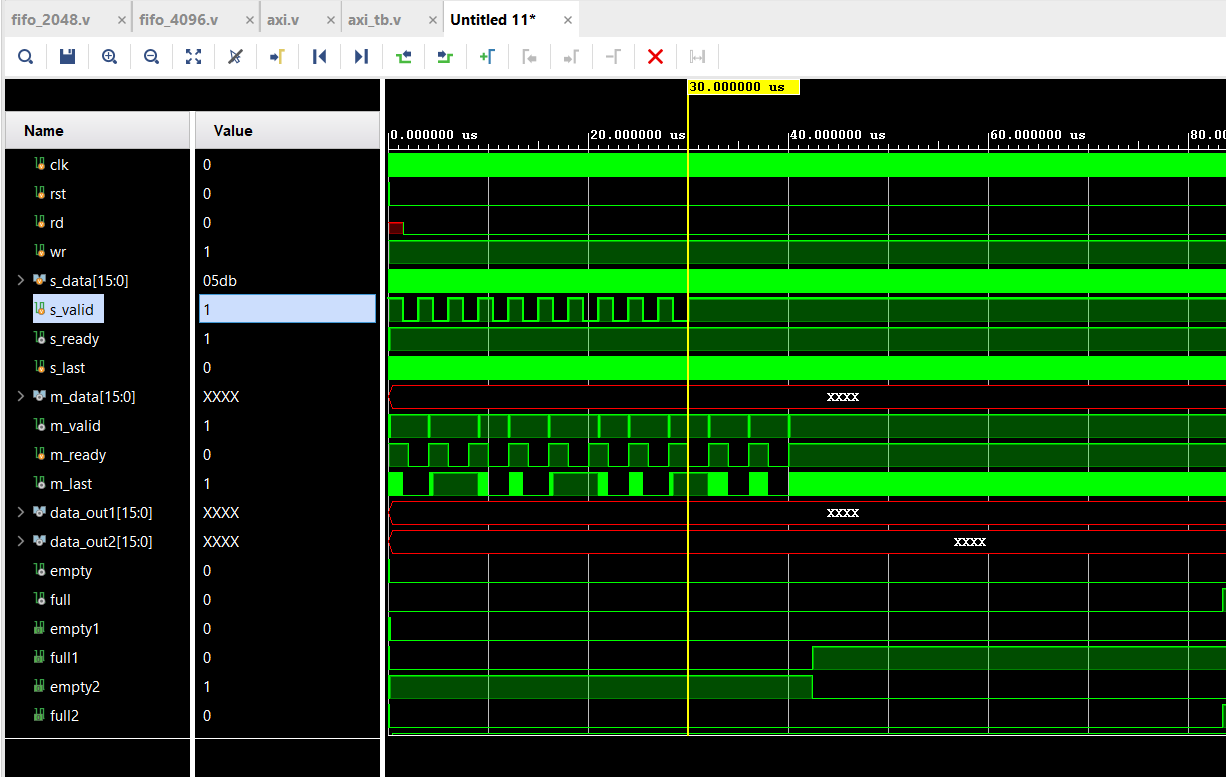 fifo_2048.v × fifo_4096.v × axi.v × axi_tb.v × Untitled 11* ×
30.000000 us
Name Value
0.000000 us 20.000000 us 40.000000 us 60.000000 us 80.0
clk 0
rst 0
rd 0
wr 1
s_data[15:0] 05db
s_valid 1
s_ready 1
s_last 0
m_data[15:0] XXXX XXXX
m_valid 1
m_ready 0
m_last 1
data_out1[15:0] XXXX XXXX
data_out2[15:0] XXXX XXXX
empty 0
full 0
empty1 0
full1 0
empty2 1
full2 0